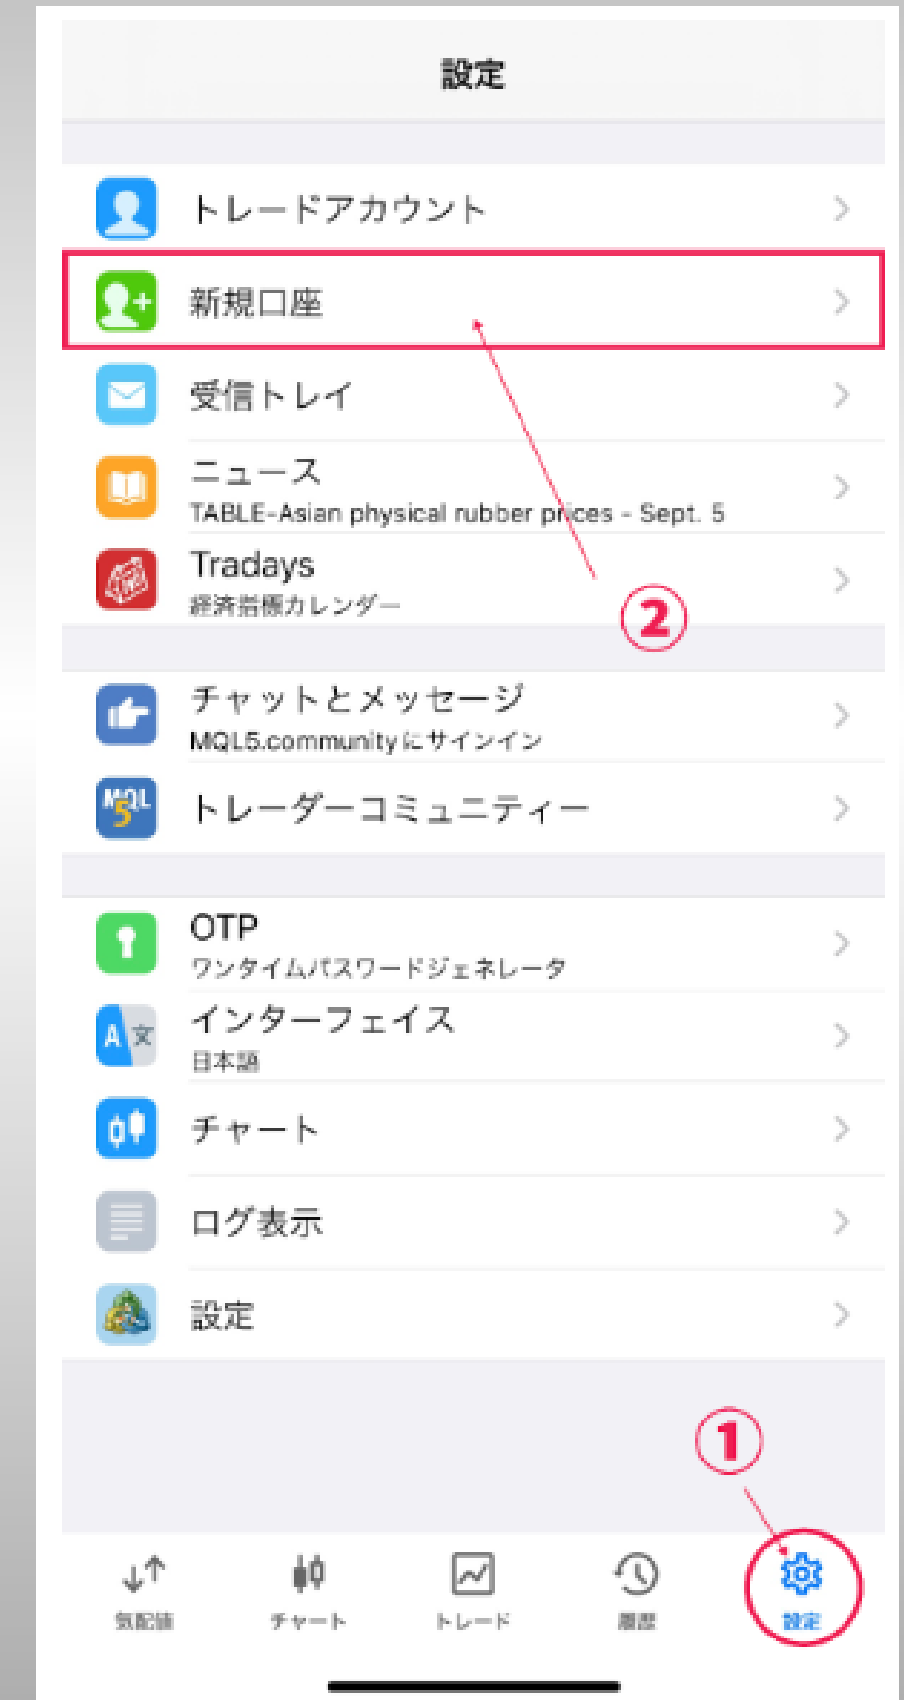 設定
トレードアカウント
新規口座
受信トレイ
ニュース
TABLE-Asian physical rubber prices - Sept. 5
Tradays
経済指標カレンダー
②
チャットとメッセージ
MQL5.communityにサインイン
MQL
5
トレーダーコミュニティー
OTP
ワンタイムパスワードジェネレータ
A 文
インターフェイス
日本語
チャート
ログ表示
設定
①
気配値 チャート トレード 履歴 設定